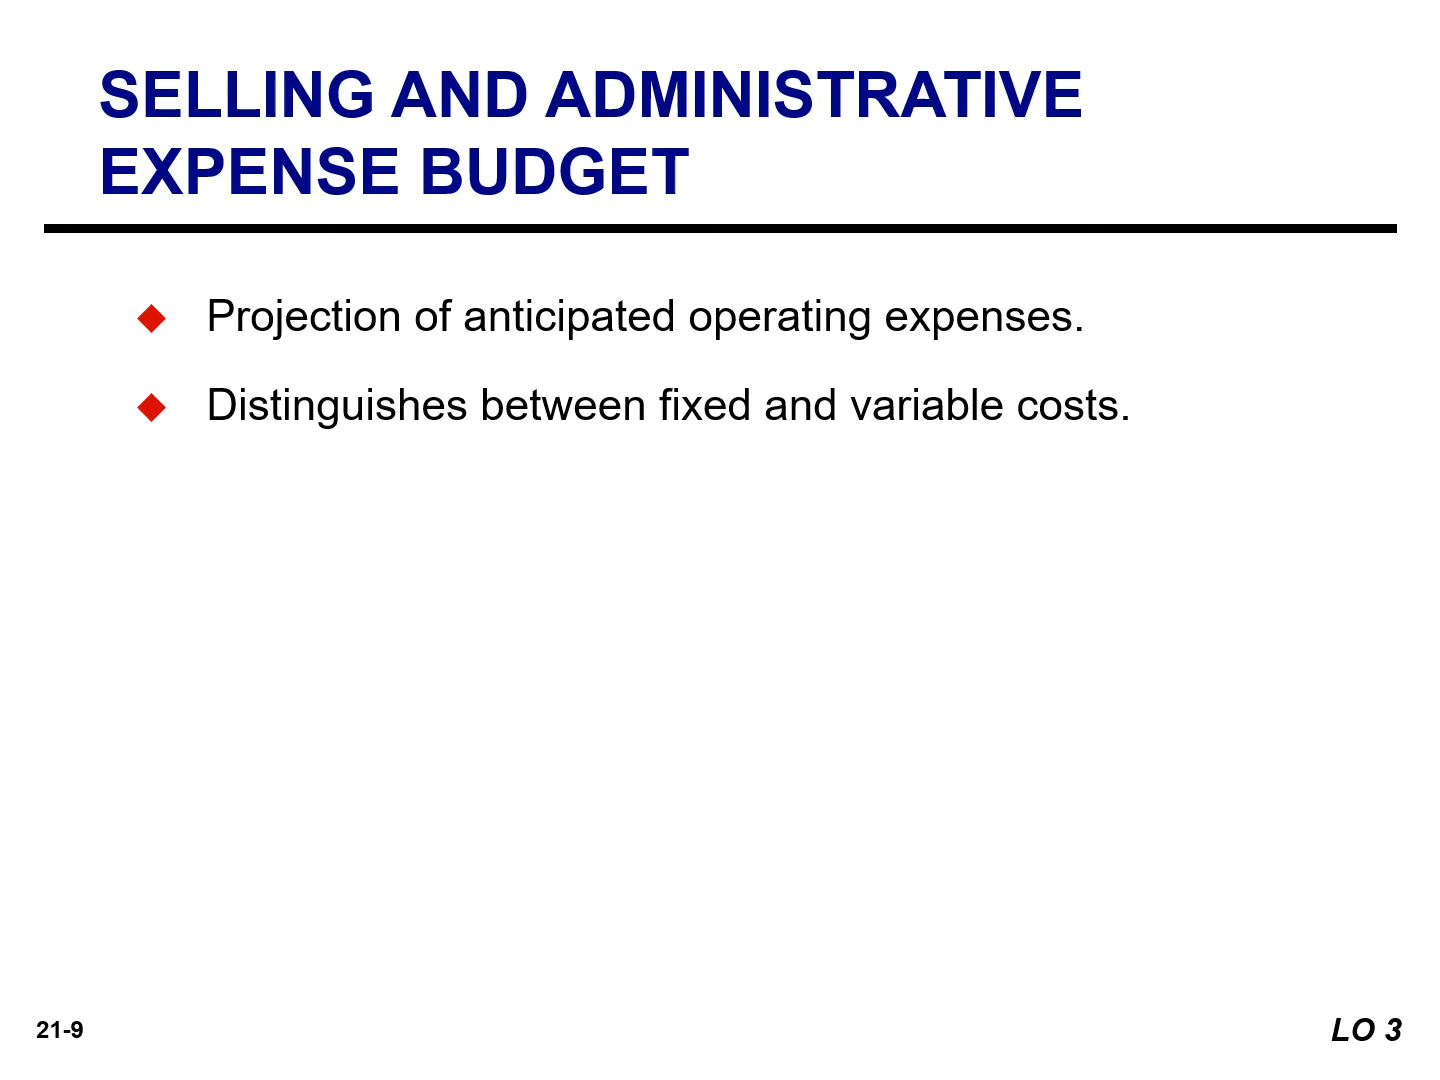 SELLING AND ADMINISTRATIVE
EXPENSE BUDGET
Projection of anticipated operating expenses.
Distinguishes between fixed and variable costs.
21-9
LO 3